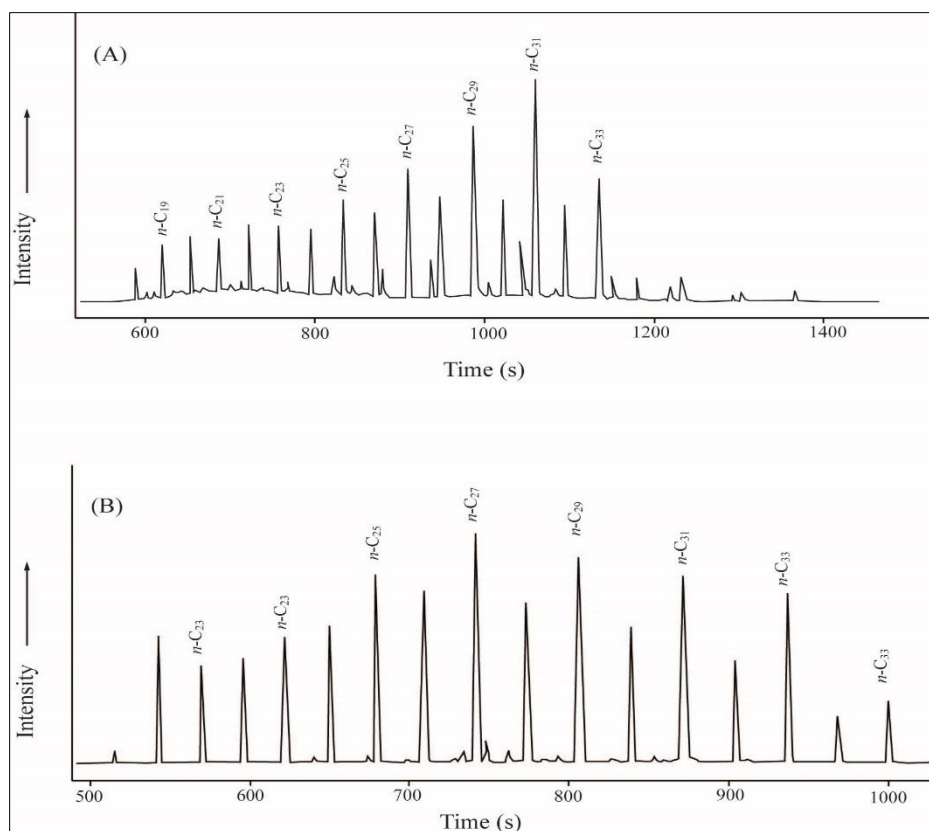 (A)
n-C19
n-C21
n-C23
n-C25
n-C27
n-C29
n-C31
n-C33
Intensity
600 800 1000 1200 1400
Time (s)
(B)
n-C23
n-C23
n-C25
n-C27
n-C29
n-C31
n-C33
n-C33
Intensity
500 600 700 800 900 1000
Time (s)